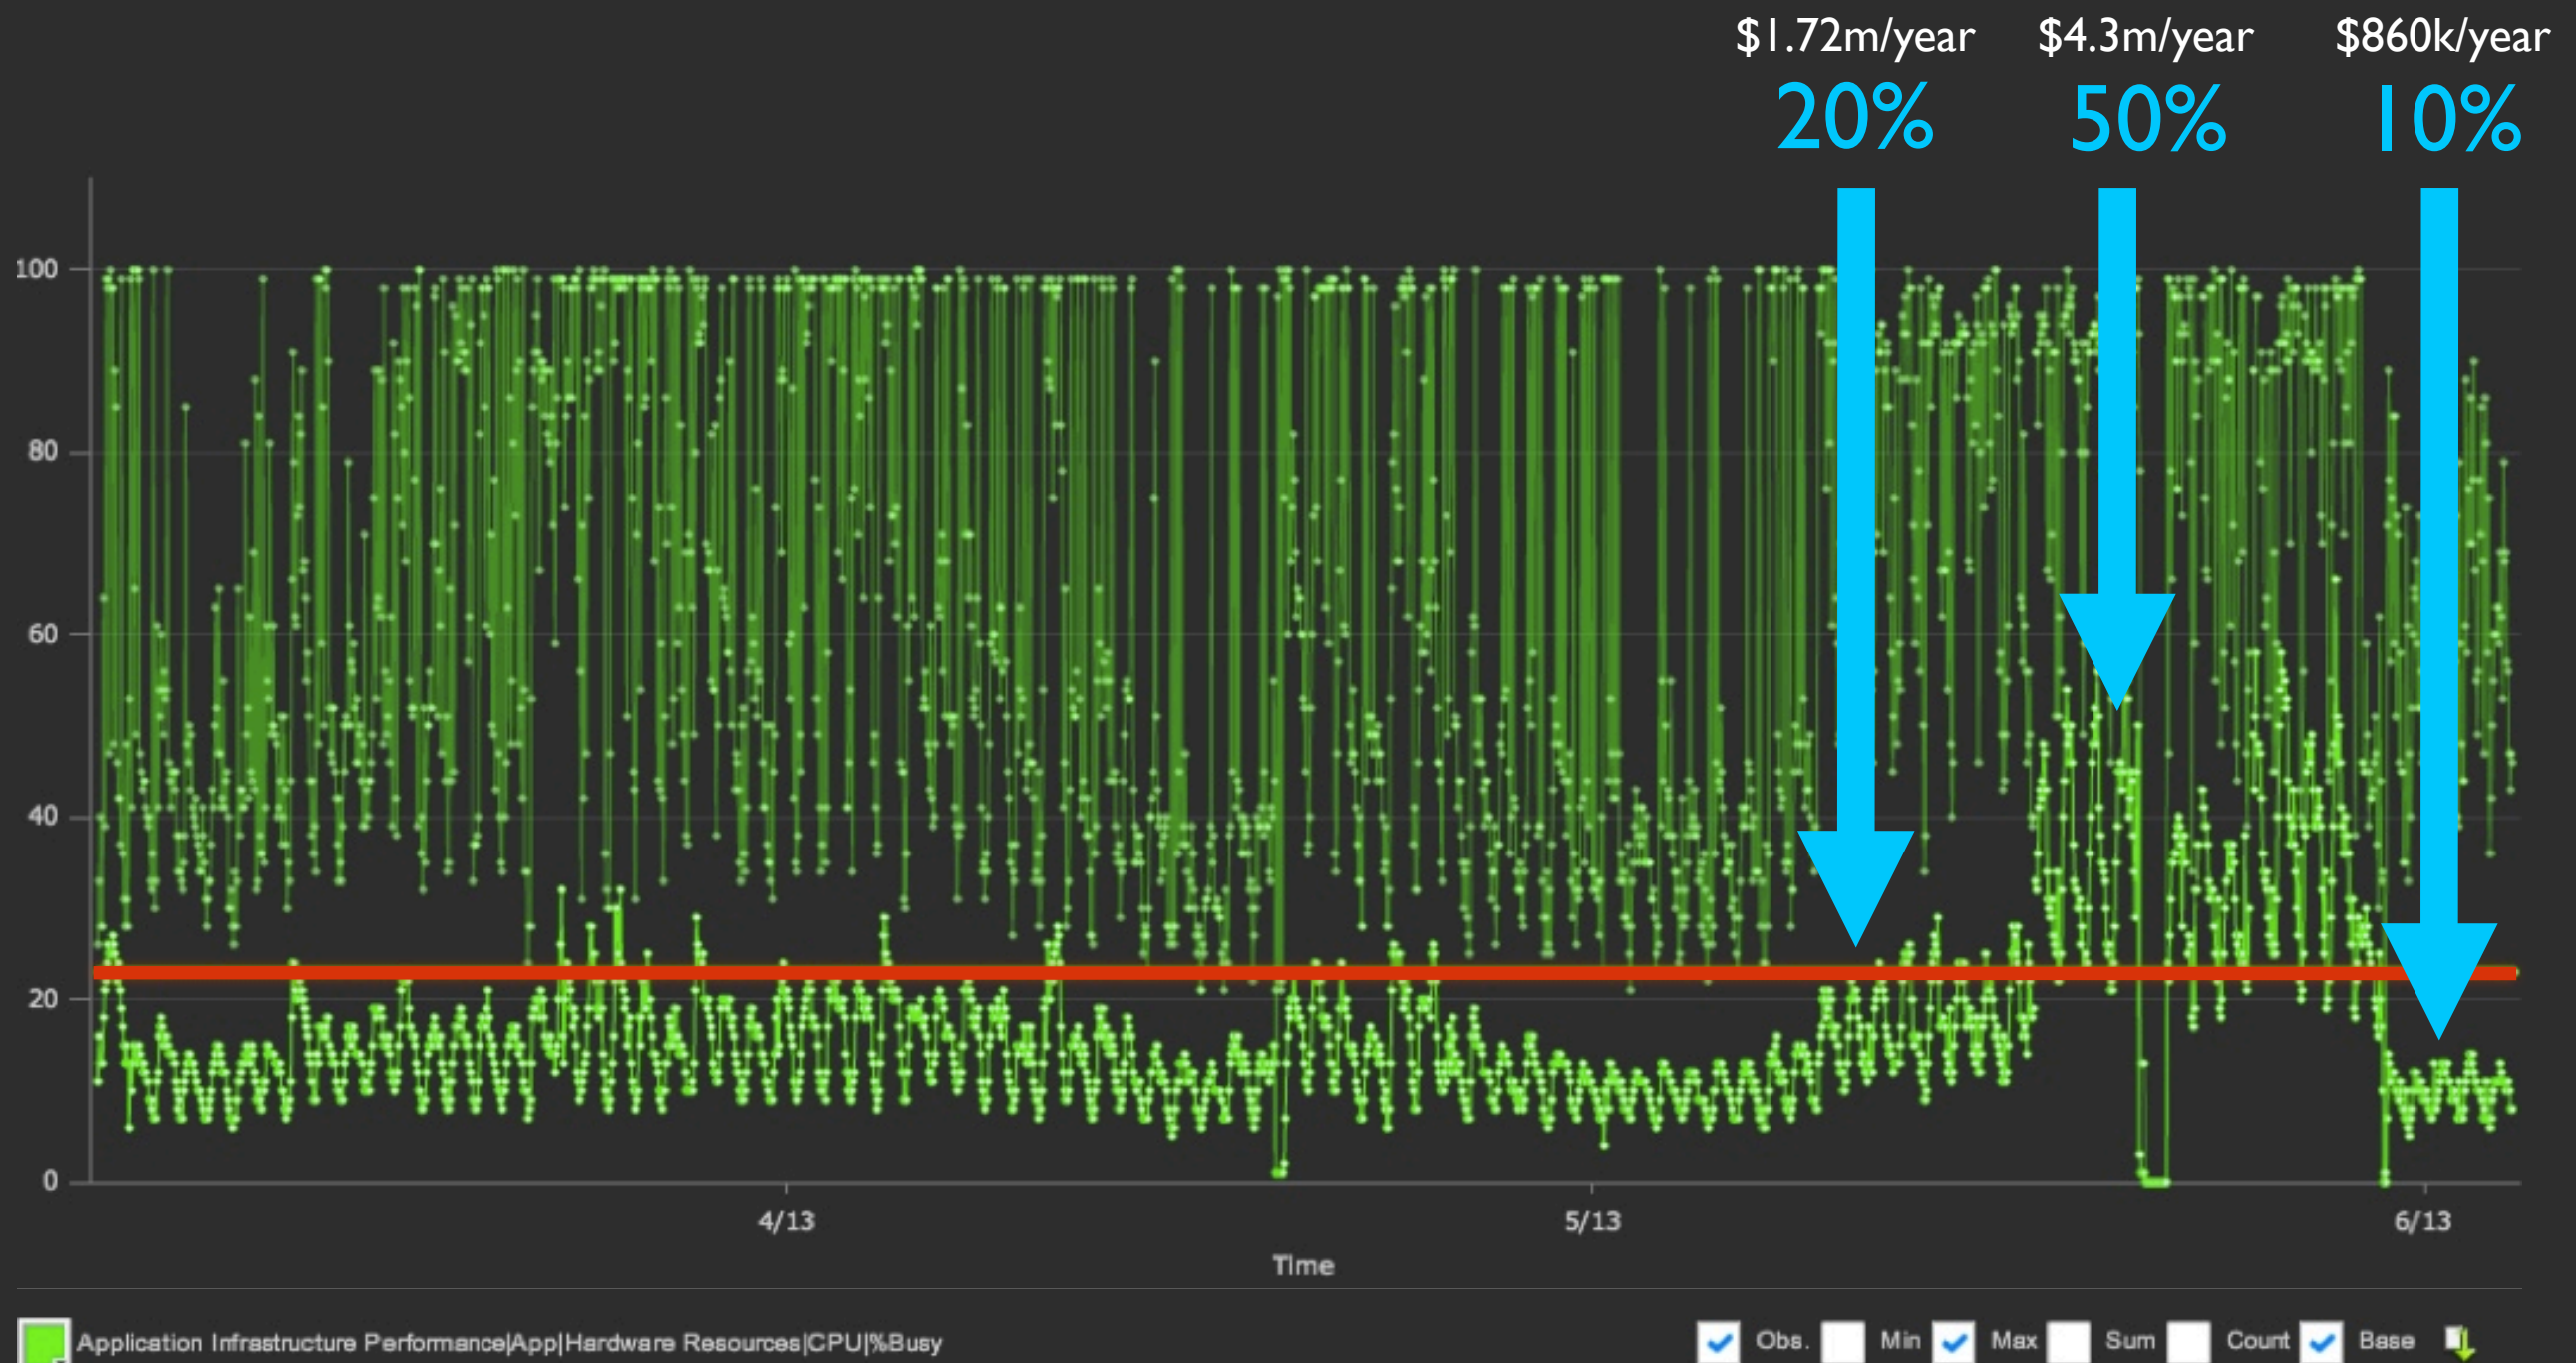 $1.72m/year $4.3m/year $860k/year
20% 50% 10%
100
80
60
40
20
0
4/13 5/13 6/13
Time
Application Infrastructure Performance|App|Hardware Resources|CPU|%Busy
Obs. Min Max Sum Count Base